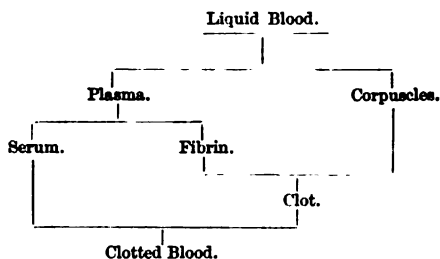 Liquid Blood.
Plasma. Corpuscles.
Serum. Fibrin.
Clot.
Clotted Blood.